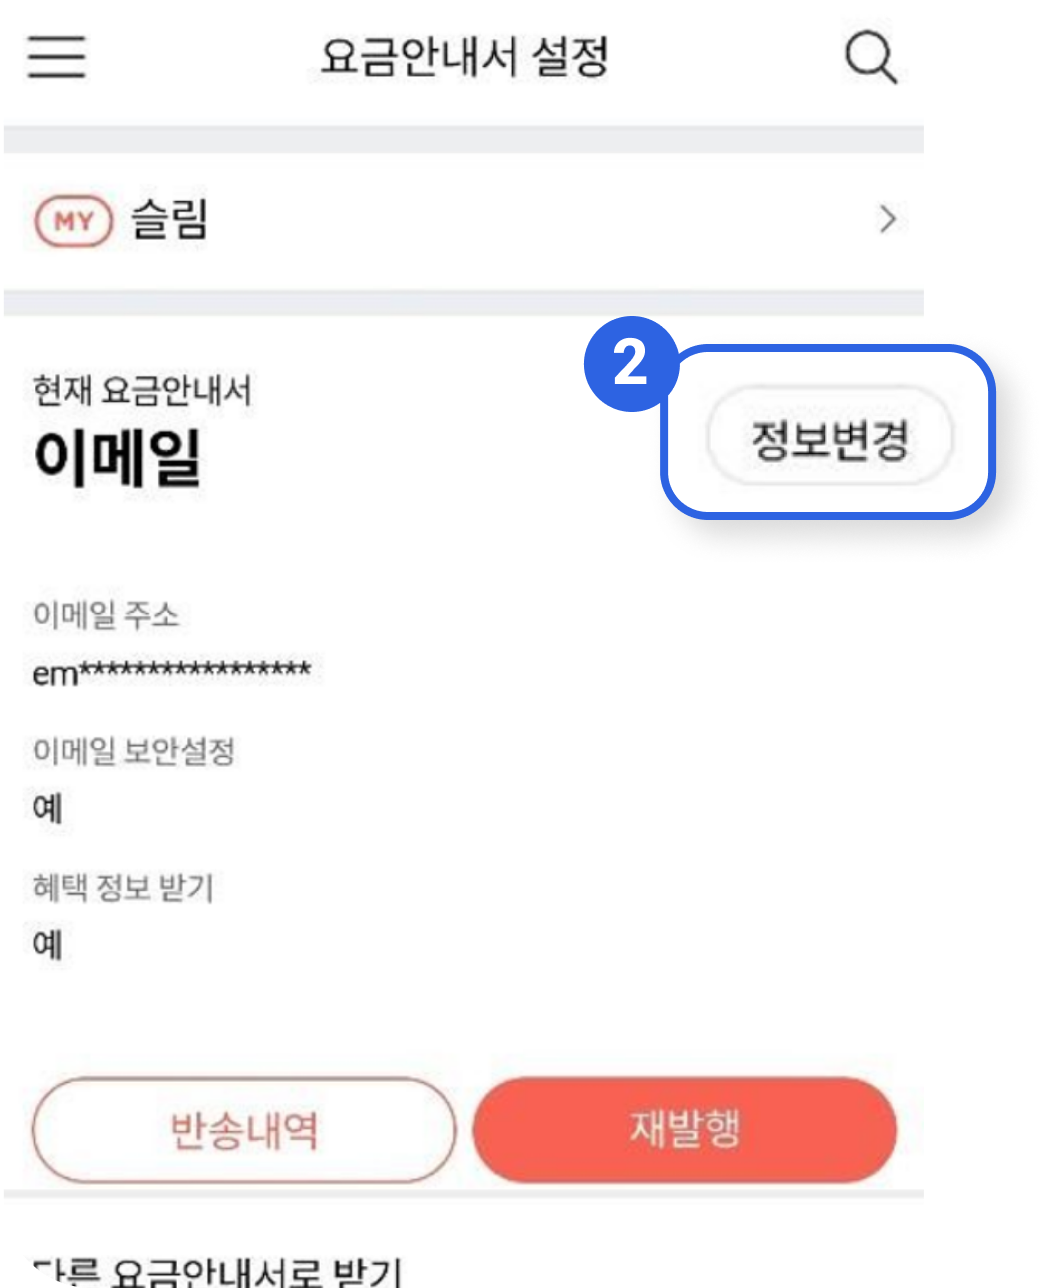 요금안내서 설정
MY 슬림
2
현재 요금안내서
이메일
정보변경
이메일 주소
em*****************
이메일 보안설정
예
혜택 정보 받기
예
반송내역
재발행
다른 요금안내서로 받기